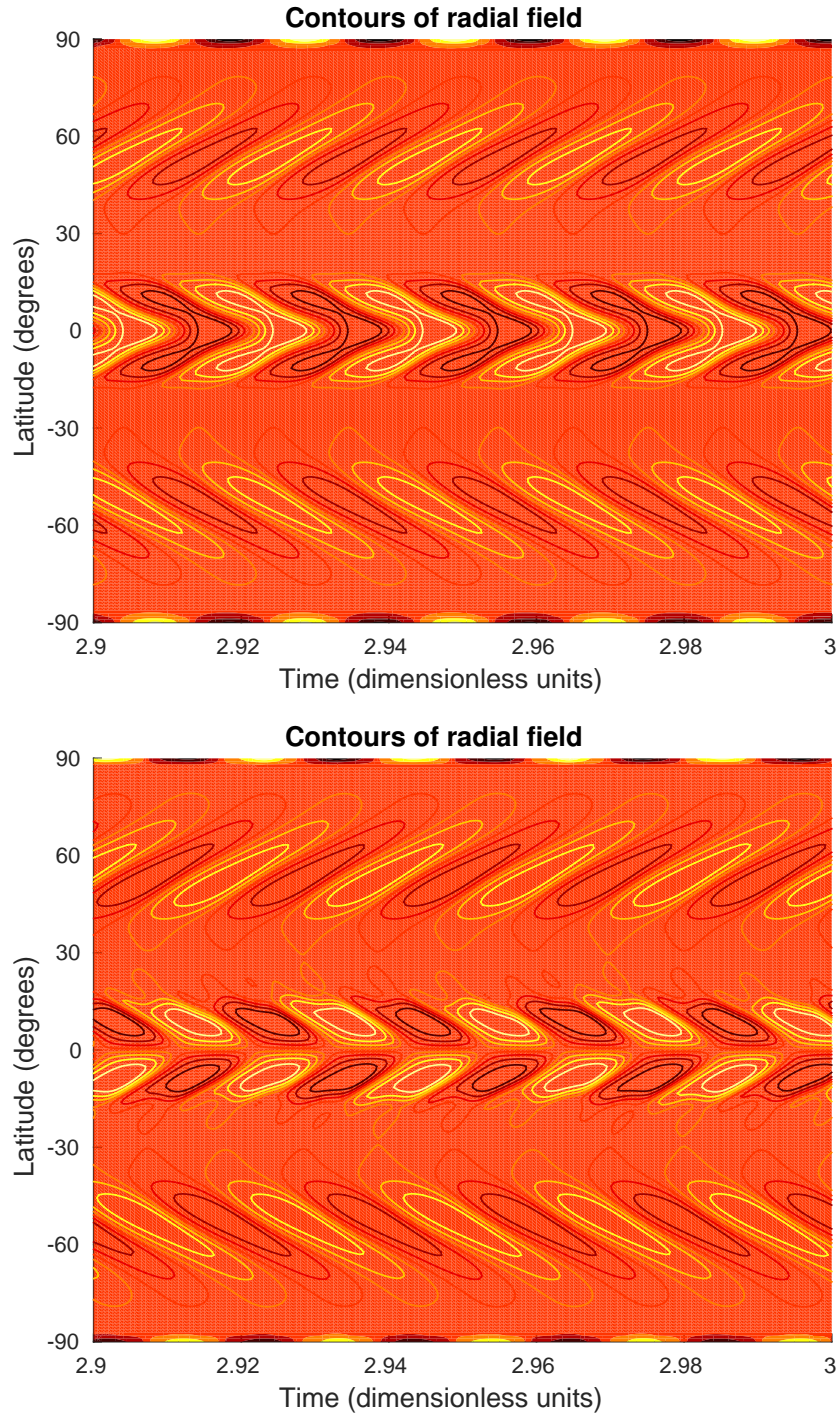 Contours of radial field
90
60
30
0
-30
-60
-90
Latitude (degrees)
2.9 2.92 2.94 2.96 2.98 3
Time (dimensionless units)
Contours of radial field
90
60
30
0
-30
-60
-90
Latitude (degrees)
2.9 2.92 2.94 2.96 2.98 3
Time (dimensionless units)